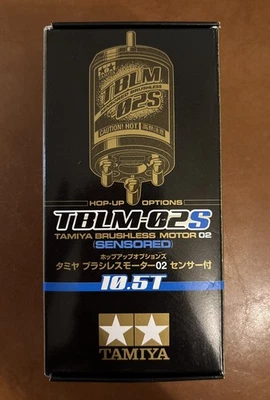 TAMIYA
TBLM
BRUSHLESS
02S
CAUTION! HOT
HOP-UP OPTIONS
TBLM-02S
TAMIYA BRUSHLESS MOTOR 02
(SENSORED)
ホップアップオプションズ
タミヤ ブラシレスモーター02 センサー付
10.5T
TAMIYA